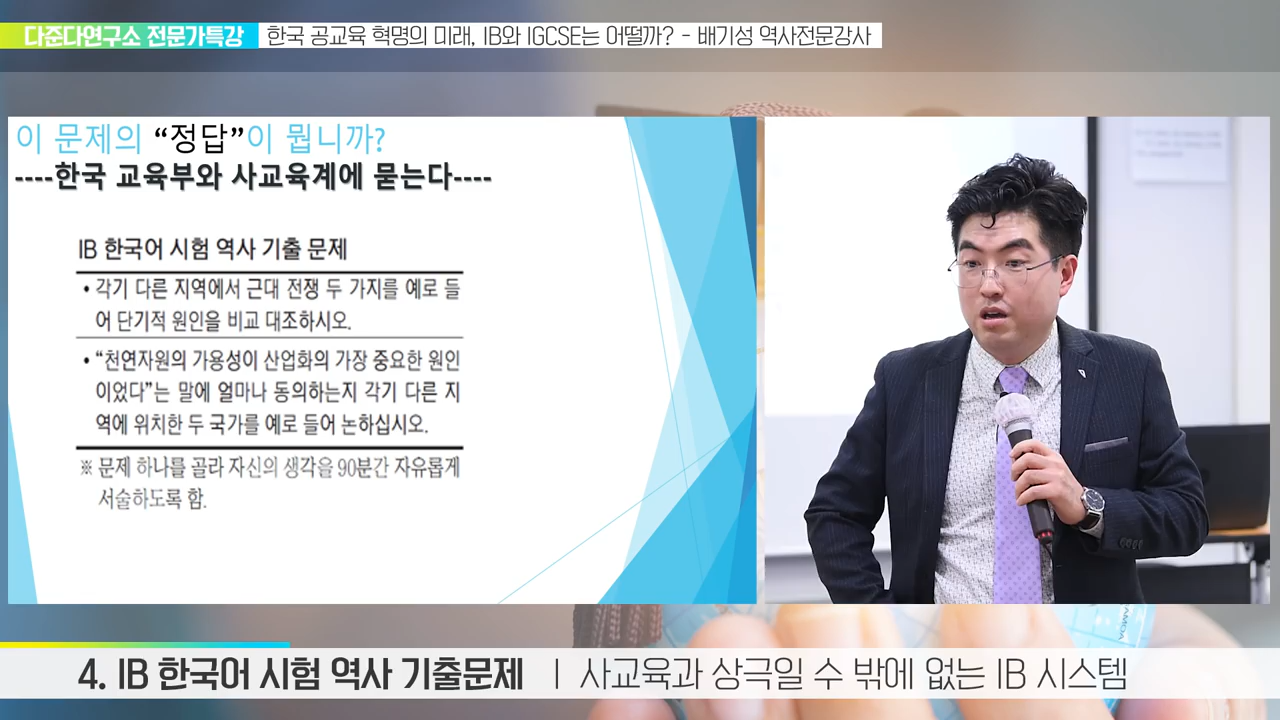 다준다연구소 전문가특강 한국 공교육 혁명의 미래, IB와 IGCSE는 어떨까? - 배기성 역사전문강사
이 문제의 “정답”이 뭡니까?
----한국 교육부와 사교육계에 묻는다----
IB 한국어 시험 역사 기출 문제
• 각기 다른 지역에서 근대 전쟁 두 가지를 예로 들
어 단기적 원인을 비교 대조하시오.
• “천연자원의 가용성이 산업화의 가장 중요한 원인
이었다”는 말에 얼마나 동의하는지 각기 다른 지
역에 위치한 두 국가를 예로 들어 논하십시오.
※ 문제 하나를 골라 자신의 생각을 90분간 자유롭게
서술하도록 함.
4. IB 한국어 시험 역사 기출문제 | 사교육과 상극일 수 밖에 없는 IB 시스템